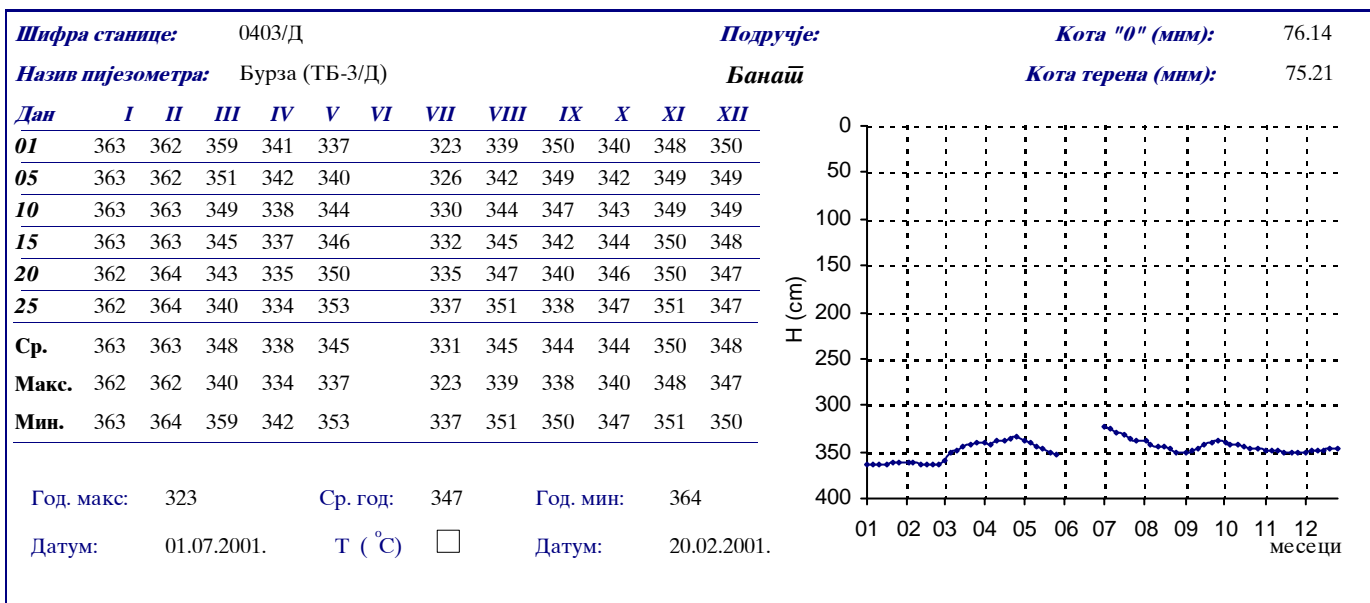 Шифра станице: 0403/Д Подручје: Кота "0" (мнм): 76.14
Назив пијезометра: Бурза (ТБ-3/Д) Банат Кота терена (мнм): 75.21
Дан I II III IV V VI VII VIII IX X XI XII
01 363 362 359 341 337 323 339 350 340 348 350
05 363 362 351 342 340 326 342 349 342 349 349
10 363 363 349 338 344 330 344 347 343 349 349
15 363 363 345 337 346 332 345 342 344 350 348
20 362 364 343 335 350 335 347 340 346 350 347
25 362 364 340 334 353 337 351 338 347 351 347
Ср. 363 363 348 338 345 331 345 344 344 350 348
Макс. 362 362 340 334 337 323 339 338 340 348 347
Мин. 363 364 359 342 353 337 351 350 347 351 350
Год. макс: 323 Ср. год: 347 Год. мин: 364
Датум: 01.07.2001. Т ( °C) Датум: 20.02.2001.
0
50
100
150
200
250
300
350
400
H (cm)
01 02 03 04 05 06 07 08 09 10 11 12
месеци